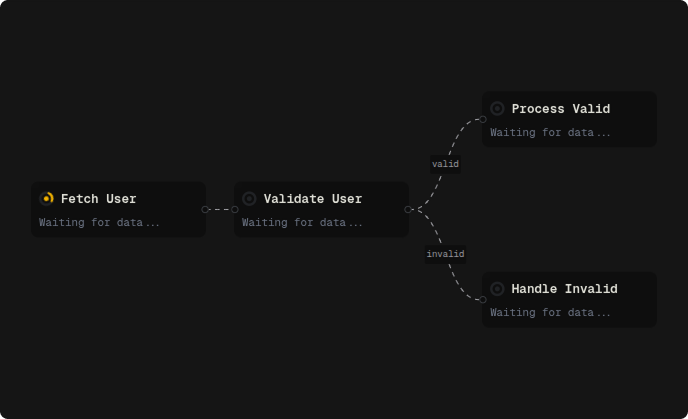 Fetch User
Waiting for data...
Validate User
Waiting for data...
valid
Process Valid
Waiting for data...
invalid
Handle Invalid
Waiting for data...